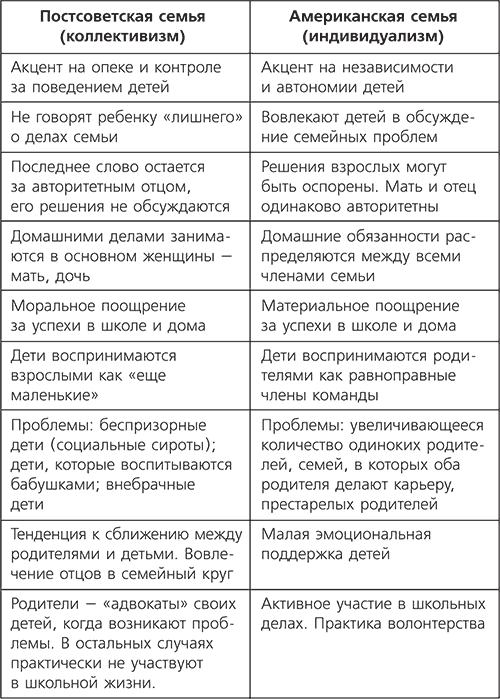 Постсоветская семья
(коллективизм)
Американская семья
(индивидуализм)
Акцент на опеке и контроле
за поведением детей
Акцент на независимости
и автономии детей
Не говорят ребенку «лишнего»
о делах семьи
Вовлекают детей в обсужде-
ние семейных проблем
Последнее слово остается
за авторитетным отцом,
его решения не обсуждаются
Решения взрослых могут
быть оспорены. Мать и отец
одинаково авторитетны
Домашними делами занима-
ются в основном женщины –
мать, дочь
Домашние обязанности рас-
пределяются между всеми
членами семьи
Моральное поощрение
за успехи в школе и дома
Материальное поощрение
за успехи в школе и дома
Дети воспринимаются
взрослыми как «еще
маленькие»
Дети воспринимаются роди-
телями как равноправные
члены команды
Проблемы: беспризорные
дети (социальные сироты);
дети, которые воспитываются
бабушками; внебрачные
дети
Проблемы: увеличивающееся
количество одиноких родите-
лей, семей, в которых оба
родителя делают карьеру,
престарелых родителей
Тенденция к сближению между
родителями и детьми. Вовле-
чение отцов в семейный круг
Малая эмоциональная
поддержка детей
Родители – «адвокаты» своих
детей, когда возникают проб-
лемы. В остальных случаях
практически не участвуют
в школьной жизни.
Активное участие в школьных
делах. Практика волонтерства